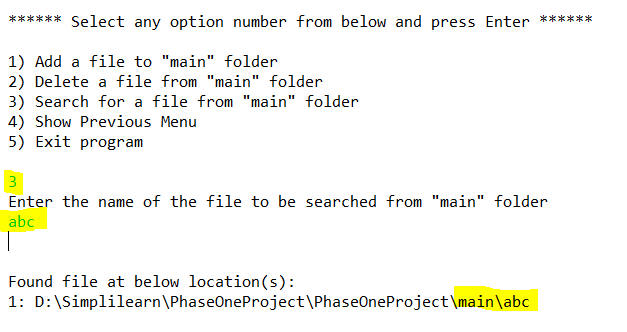 ****** Select any option number from below and press Enter ******
1) Add a file to "main" folder
2) Delete a file from "main" folder
3) Search for a file from "main" folder
4) Show Previous Menu
5) Exit program
3
Enter the name of the file to be searched from "main" folder
abc
Found file at below location(s):
1: D:\Simplilearn\PhaseOneProject\PhaseOneProject\main\abc